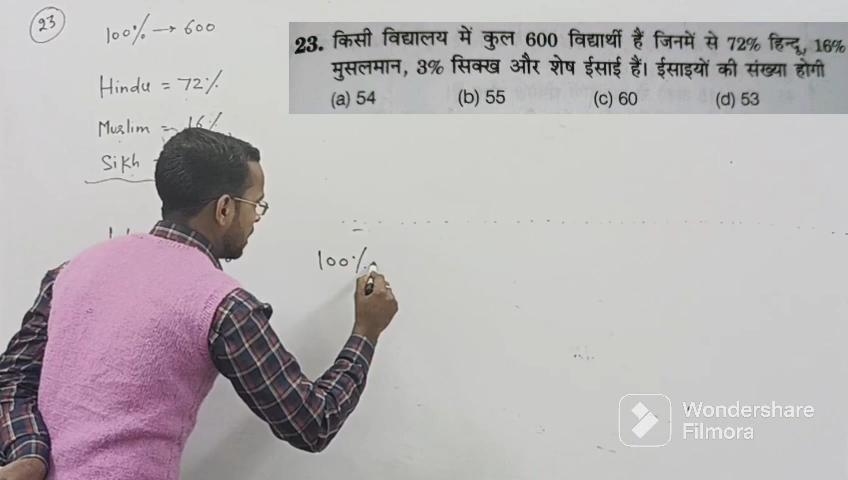 23
100% → 600
Hindu = 72%
Muslim = 16%
Sikh
100%
23. किसी विद्यालय में कुल 600 विद्यार्थी हैं जिनमें से 72% हिन्दू, 16%
मुसलमान, 3% सिक्ख और शेष ईसाई हैं। ईसाइयों की संख्या होगी
(a) 54 (b) 55 (c) 60 (d) 53
Wondershare
Filmora